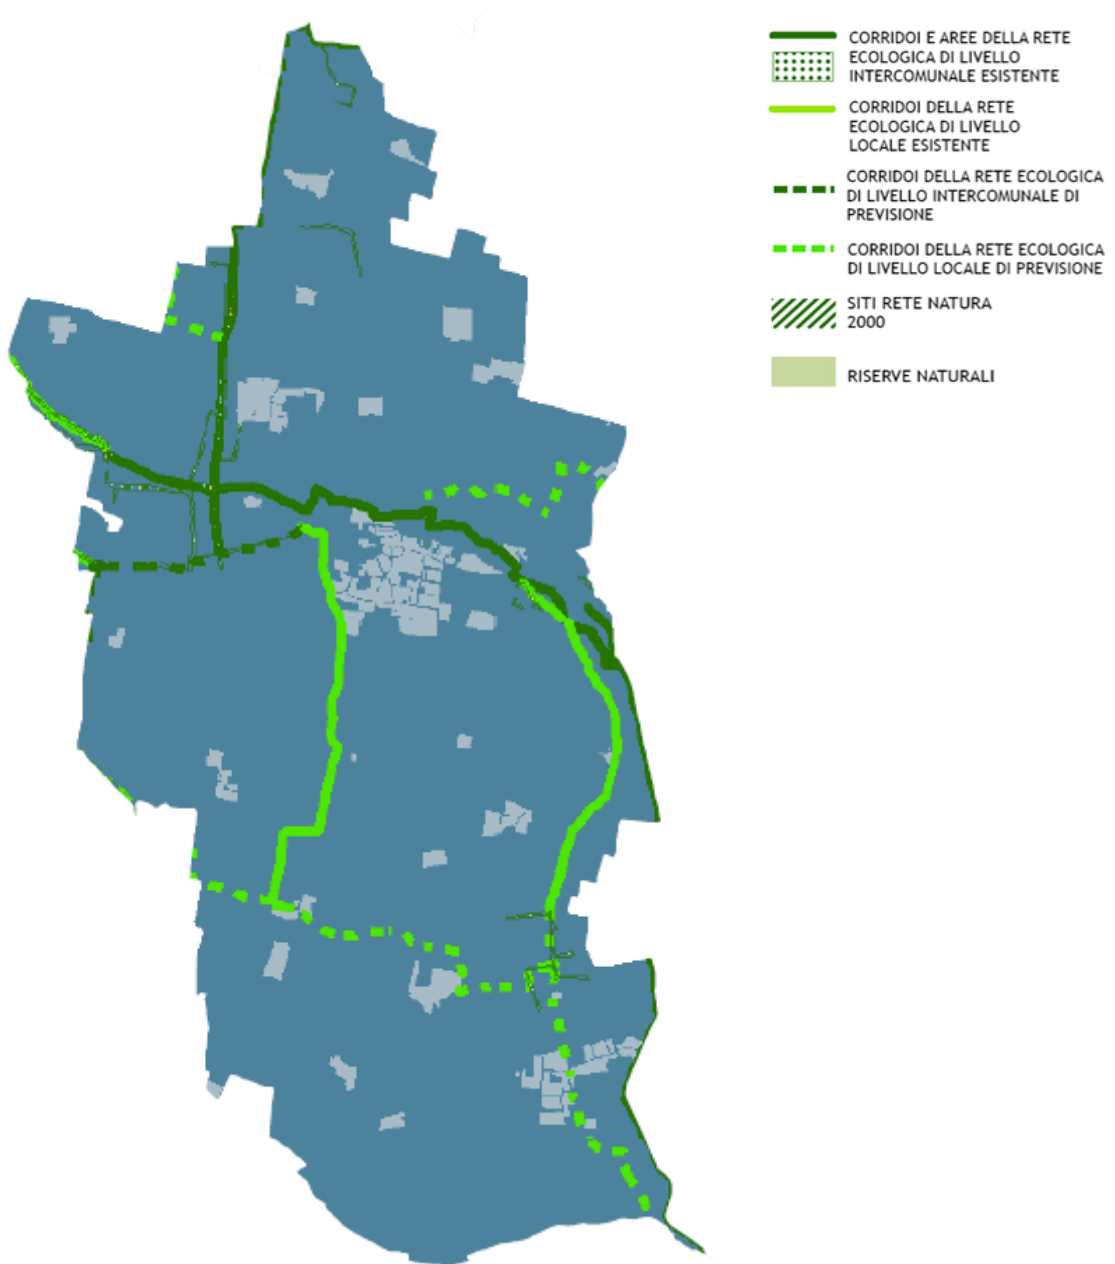 CORRIDOI E AREE DELLA RETE
ECOLOGICA DI LIVELLO
INTERCOMUNALE ESISTENTE
CORRIDOI DELLA RETE
ECOLOGICA DI LIVELLO
LOCALE ESISTENTE
CORRIDOI DELLA RETE ECOLOGICA
DI LIVELLO INTERCOMUNALE DI
PREVISIONE
CORRIDOI DELLA RETE ECOLOGICA
DI LIVELLO LOCALE DI PREVISIONE
SITI RETE NATURA
2000
RISERVE NATURALI